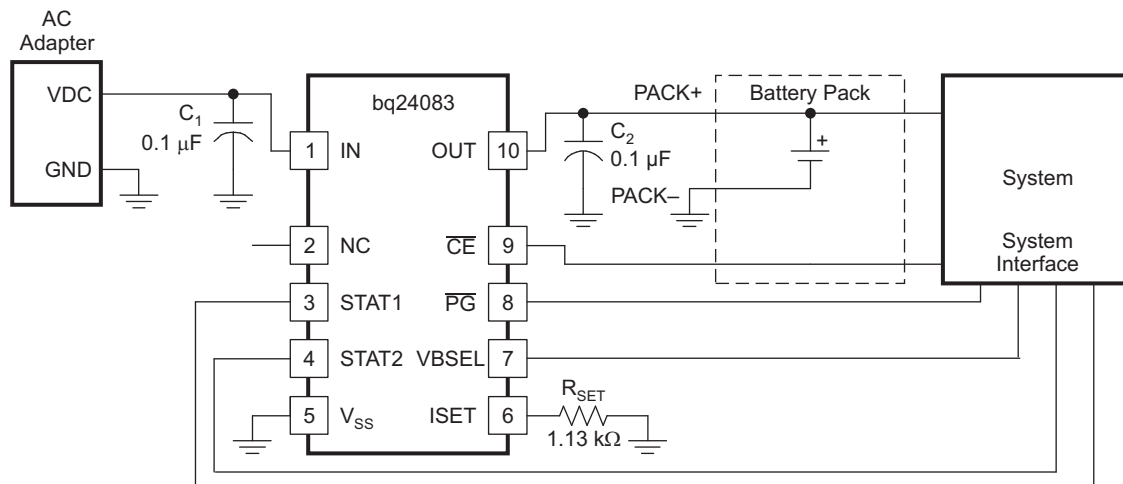 AC
Adapter
VDC
GND
C1
0.1 μF
bq24083
1
IN
2
NC
3
STAT1
4
STAT2
5
VSS
OUT
10
CE
9
PG
8
VBSEL
7
ISET
6
C2
0.1 μF
RSET
1.13 kΩ
PACK+
PACK–
Battery Pack
+
System
System
Interface